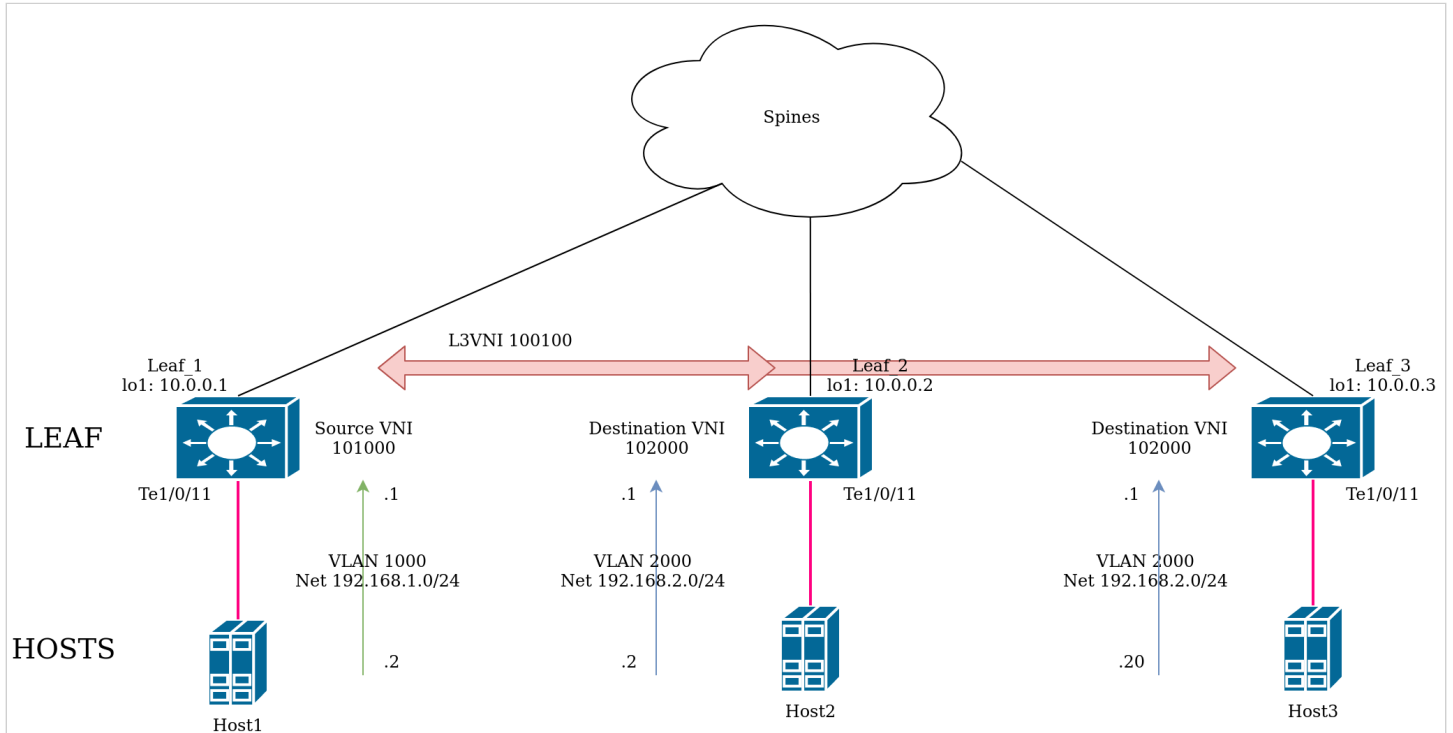 Spines
L3VNI 100100
Leaf_1
lo1: 10.0.0.1
Leaf_2
lo1: 10.0.0.2
Leaf_3
lo1: 10.0.0.3
LEAF
Source VNI
101000
Destination VNI
102000
Destination VNI
102000
Te1/0/11
.1
.1
Te1/0/11
.1
Te1/0/11
VLAN 1000
Net 192.168.1.0/24
VLAN 2000
Net 192.168.2.0/24
VLAN 2000
Net 192.168.2.0/24
HOSTS
.2
.2
.20
Host1
Host2
Host3